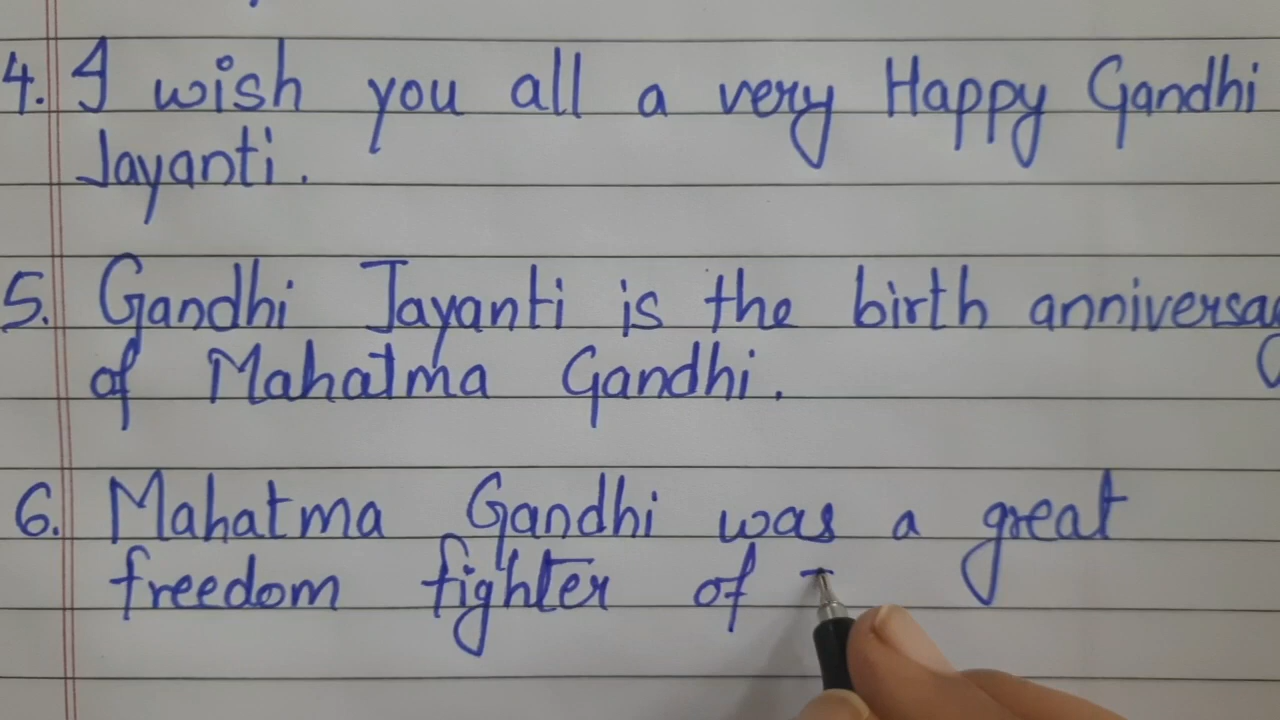 4. I wish you all a very Happy Gandhi
Jayanti.
5. Gandhi Jayanti is the birth anniversay
of Mahatma Gandhi.
6. Mahatma Gandhi was a great
freedom fighter of